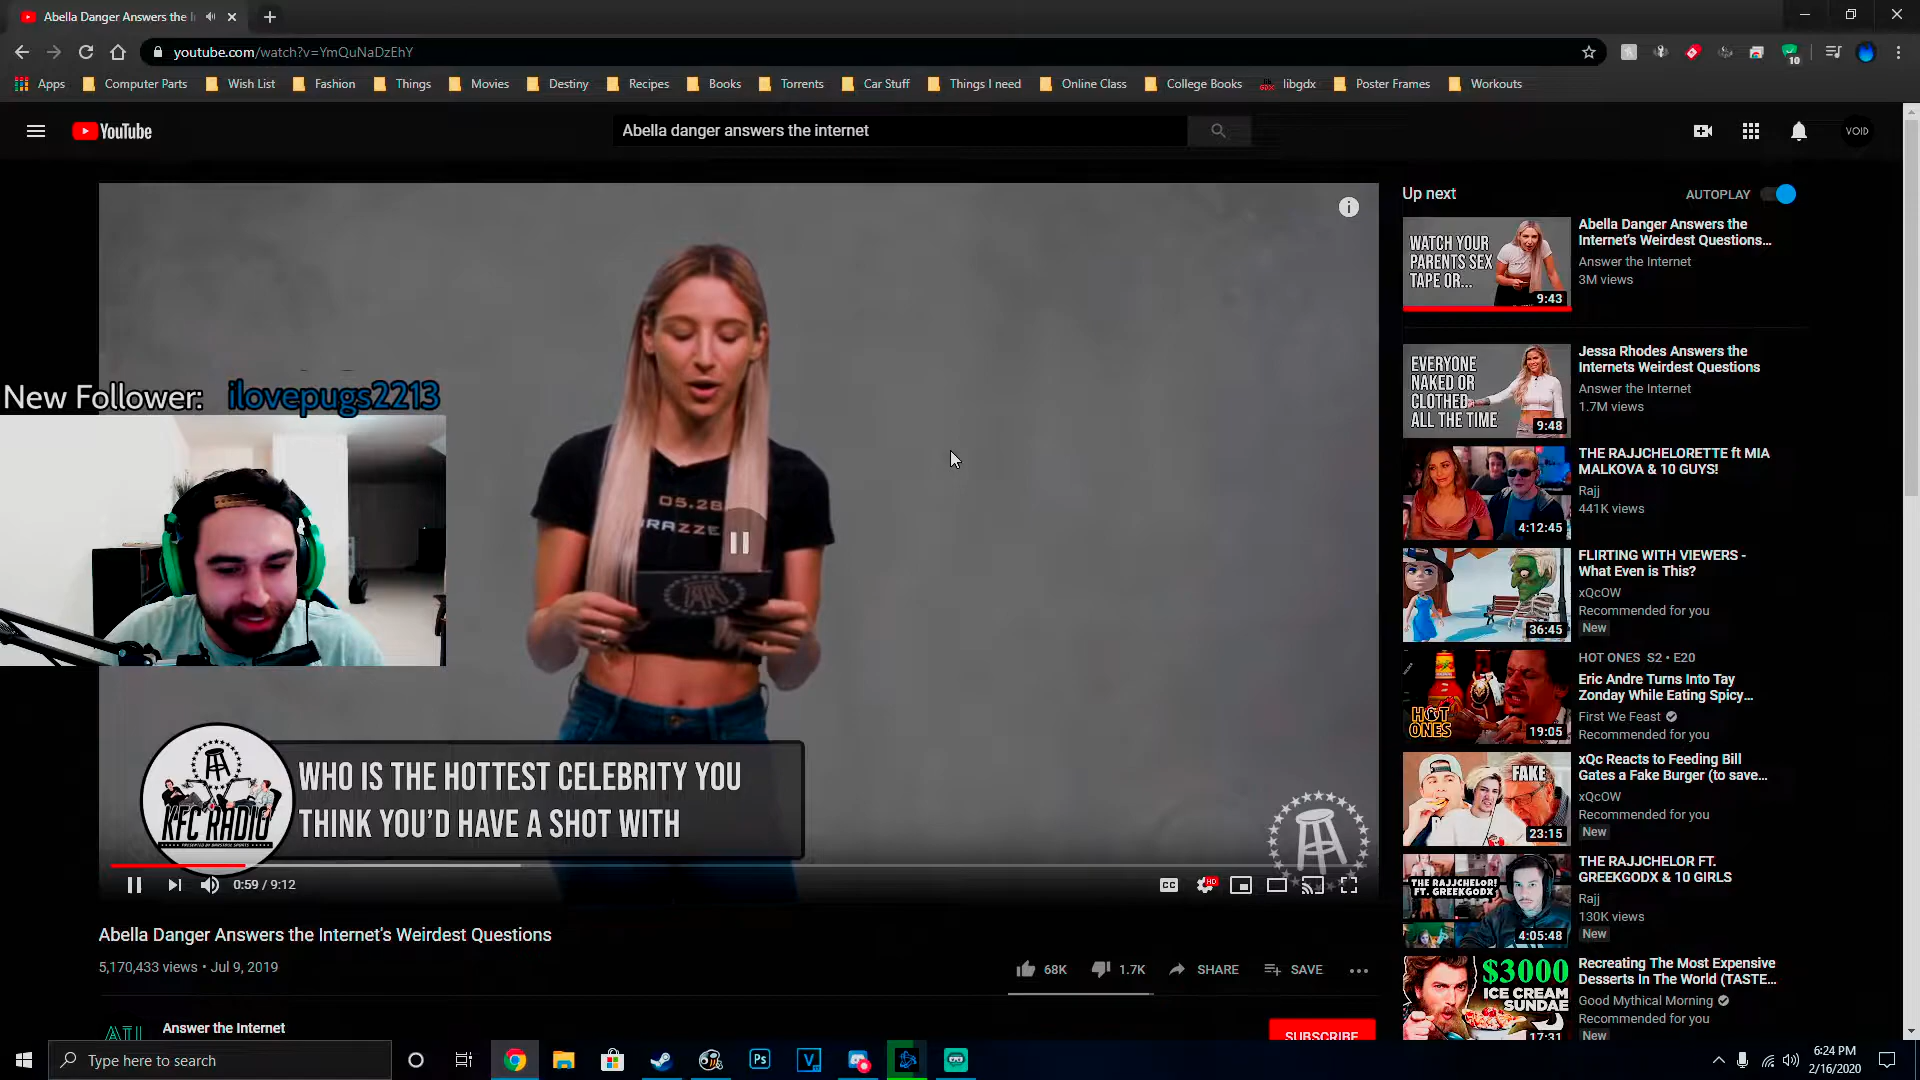 Abella Danger Answers the I
youtube.com/watch?v=YmQuNaDzEhY
10
Apps
Computer Parts
Wish List
Fashion
Things
Movies
Destiny
Recipes
Books
Torrents
Car Stuff
Things I need
Online Class
College Books
libgdx
Poster Frames
Workouts
YouTube
Abella danger answers the internet
VOID
New Follower: ilovepugs2213
05.28
RAZZE
WHO IS THE HOTTEST CELEBRITY YOU
THINK YOU'D HAVE A SHOT WITH
KFC RADIO
0:59 / 9:12
CC
HD
Abella Danger Answers the Internet's Weirdest Questions
5,170,433 views • Jul 9, 2019
68K
1.7K
SHARE
SAVE
ATI
Answer the Internet
SUBSCRIBE
Up next
AUTOPLAY
WATCH YOUR
PARENTS SEX
TAPE OR...
9:43
Abella Danger Answers the
Internet's Weirdest Questions...
Answer the Internet
3M views
EVERYONE
NAKED OR
CLOTHED
ALL THE TIME
9:48
Jessa Rhodes Answers the
Internets Weirdest Questions
Answer the Internet
1.7M views
4:12:45
THE RAJJCHELORETTE ft MIA
MALKOVA & 10 GUYS!
Rajj
441K views
36:45
FLIRTING WITH VIEWERS -
What Even is This?
xQcOW
Recommended for you
New
HOT
ONES
19:05
HOT ONES S2 • E20
Eric Andre Turns Into Tay
Zonday While Eating Spicy...
First We Feast
Recommended for you
FAKE
23:15
xQc Reacts to Feeding Bill
Gates a Fake Burger (to save...
xQcOW
Recommended for you
New
THE RAJJCHELOR!
FT. GREEKGODX
4:05:48
THE RAJJCHELOR FT.
GREEKGODX & 10 GIRLS
Rajj
130K views
New
$3000
ICE CREAM
SUNDAE
17:31
Recreating The Most Expensive
Desserts In The World (TASTE...
Good Mythical Morning
Recommended for you
New
Type here to search
Ps
V
6:24 PM
2/16/2020